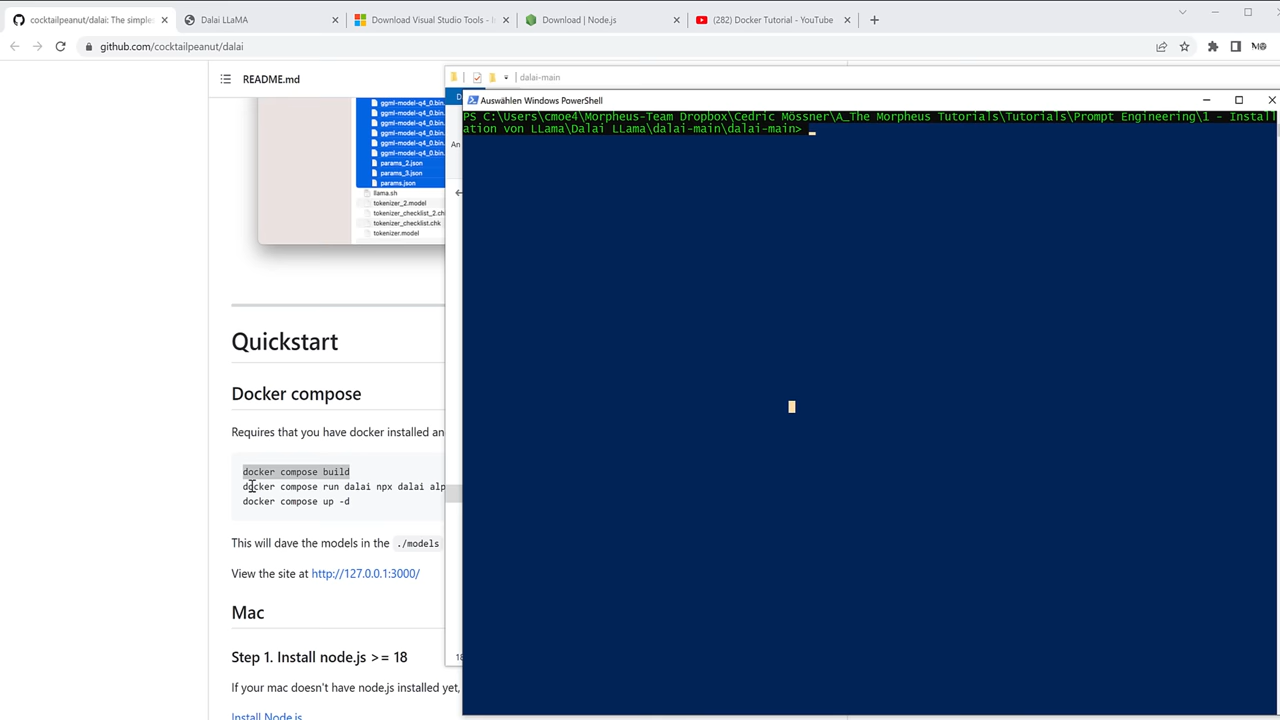 cocktailpeanut/dalai: The simples
Dalai LLaMA
Download Visual Studio Tools - I
Download | Node.js
(282) Docker Tutorial - YouTube
github.com/cocktailpeanut/dalai
README.md
dalai-main
Auswählen Windows PowerShell
PS C:\Users\cmoe4\Morpheus-Team Dropbox\Cedric Mössner\A_The Morpheus Tutorials\Tutorials\Prompt Engineering\1 - Install
ation von LLama\Dalai LLama\dalai-main\dalai-main>
ggml-model-q4_0.bin.
ggml-model-q4_0.bin.
ggml-model-q4_0.bin.
ggml-model-q4_0.bin.
ggml-model-q4_0.bin.
ggml-model-q4_0.bin.
params_2.json
params_3.json
params.json
llama.sh
tokenizer_2.model
tokenizer_checklist_2.ch
tokenizer_checklist.chk
tokenizer.model
An
Quickstart
Docker compose
Requires that you have docker installed an
docker compose build
docker compose run dalai npx dalai alp
docker compose up -d
This will dave the models in the ./models
View the site at http://127.0.0.1:3000/
Mac
Step 1. Install node.js >= 18
If your mac doesn't have node.js installed yet,
Install Node.js
18